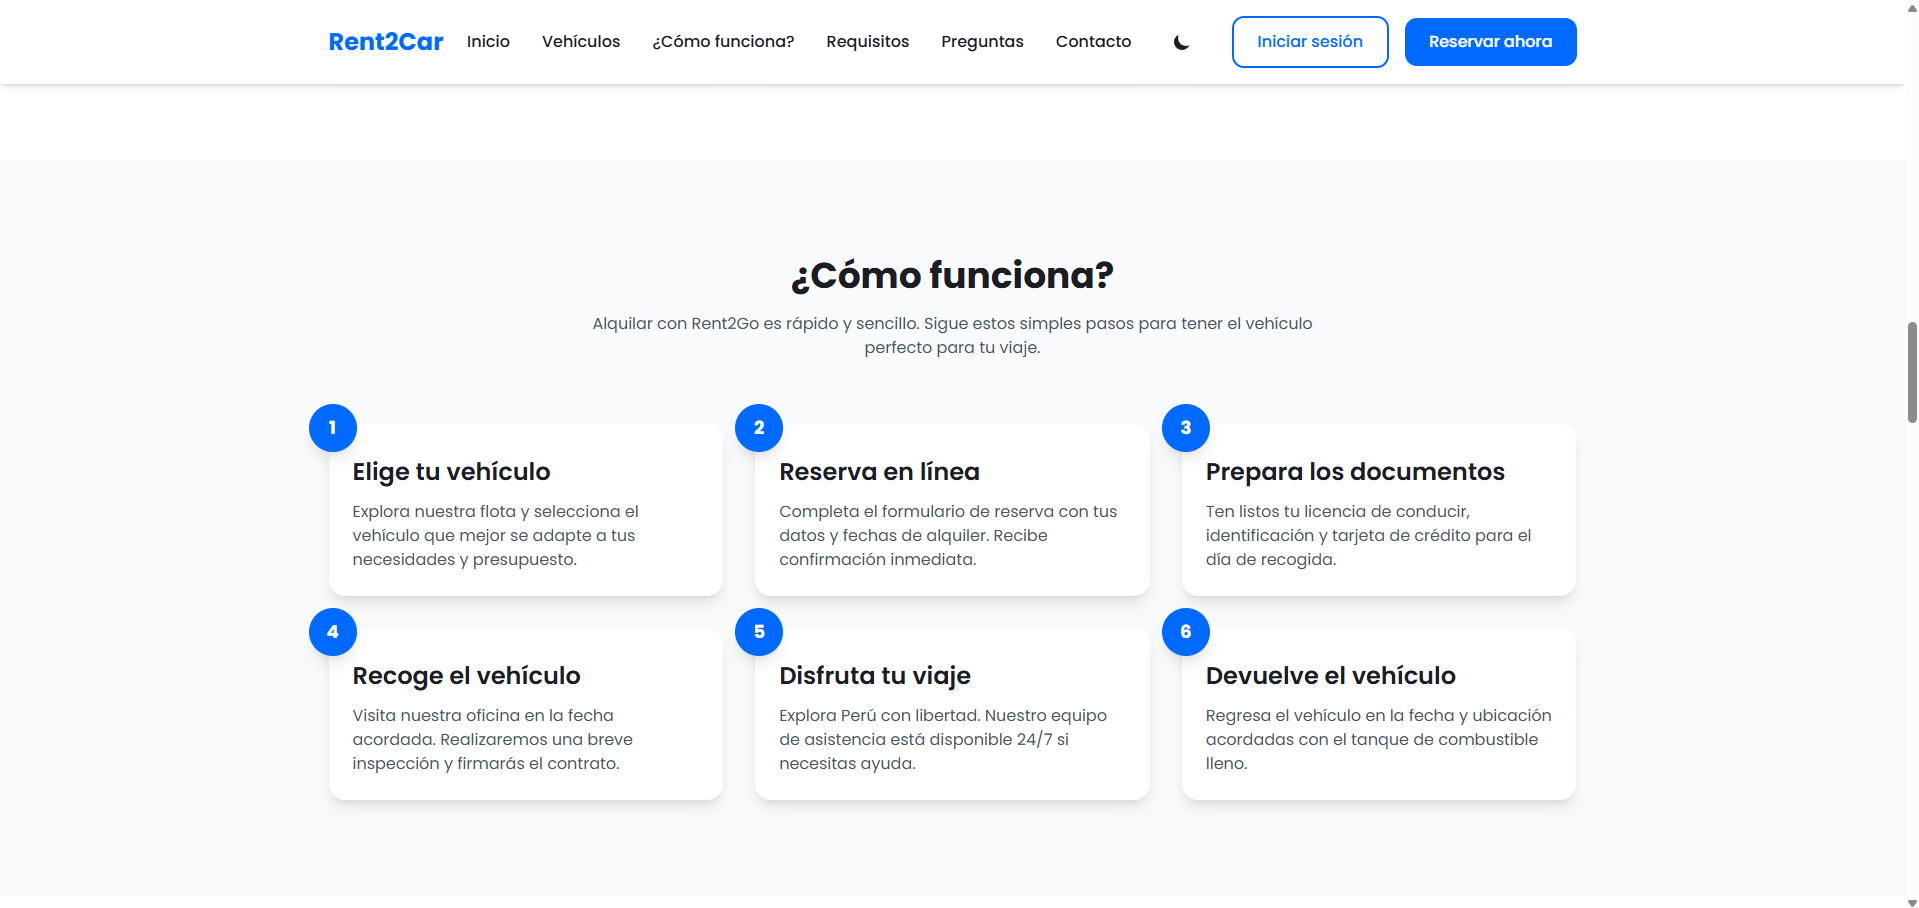 Rent2Car
Inicio
Vehículos
¿Cómo funciona?
Requisitos
Preguntas
Contacto
Iniciar sesión
Reservar ahora
¿Cómo funciona?
Alquilar con Rent2Go es rápido y sencillo. Sigue estos simples pasos para tener el vehículo
perfecto para tu viaje.
1
Elige tu vehículo
Explora nuestra flota y selecciona el
vehículo que mejor se adapte a tus
necesidades y presupuesto.
2
Reserva en línea
Completa el formulario de reserva con tus
datos y fechas de alquiler. Recibe
confirmación inmediata.
3
Prepara los documentos
Ten listos tu licencia de conducir,
identificación y tarjeta de crédito para el
día de recogida.
4
Recoge el vehículo
Visita nuestra oficina en la fecha
acordada. Realizaremos una breve
inspección y firmarás el contrato.
5
Disfruta tu viaje
Explora Perú con libertad. Nuestro equipo
de asistencia está disponible 24/7 si
necesitas ayuda.
6
Devuelve el vehículo
Regresa el vehículo en la fecha y ubicación
acordadas con el tanque de combustible
lleno.